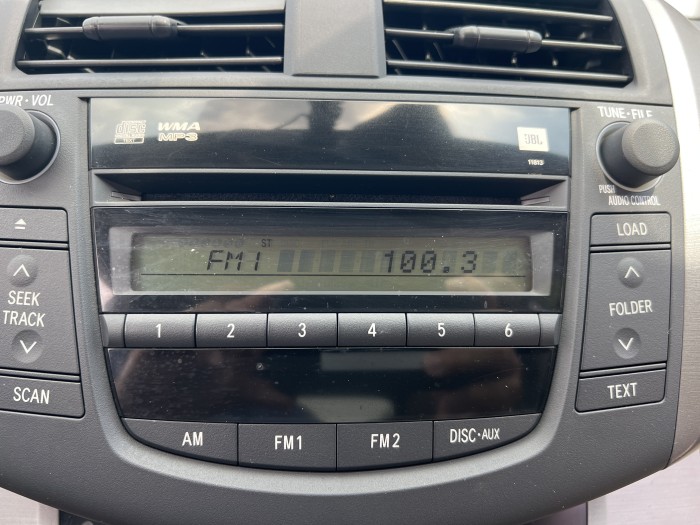 PWR·VOL
WMA
MP3
JBL
11813
TUNE·FILE
PUSH
AUDIO CONTROL
LOAD
ST
FM1 100.3
SEEK
TRACK
FOLDER
1 2 3 4 5 6
SCAN
TEXT
AM FM1 FM2 DISC·AUX